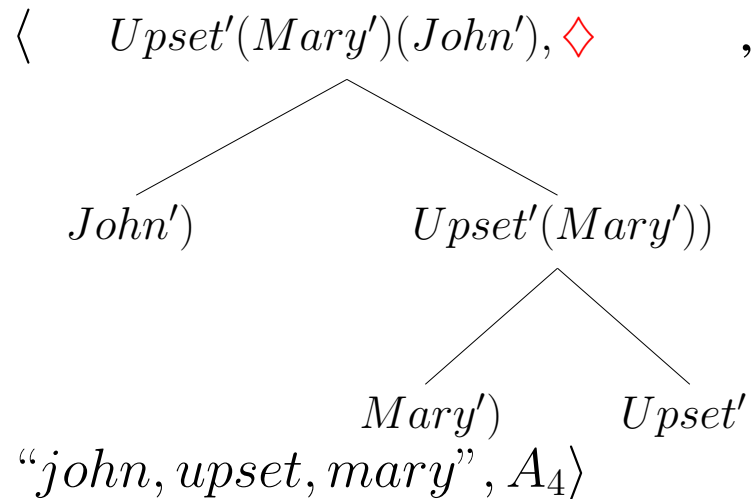 ⟨ Upset′(Mary′)(John′), ♢ ,
John′) Upset′(Mary′))
Mary′) Upset′
“john, upset, mary”, A₄⟩